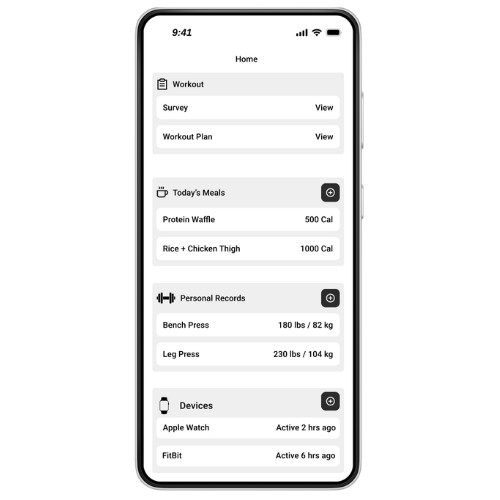 9:41
Home
Workout
Survey View
Workout Plan View
Today's Meals
Protein Waffle 500 Cal
Rice + Chicken Thigh 1000 Cal
Personal Records
Bench Press 180 lbs / 82 kg
Leg Press 230 lbs / 104 kg
Devices
Apple Watch Active 2 hrs ago
FitBit Active 6 hrs ago